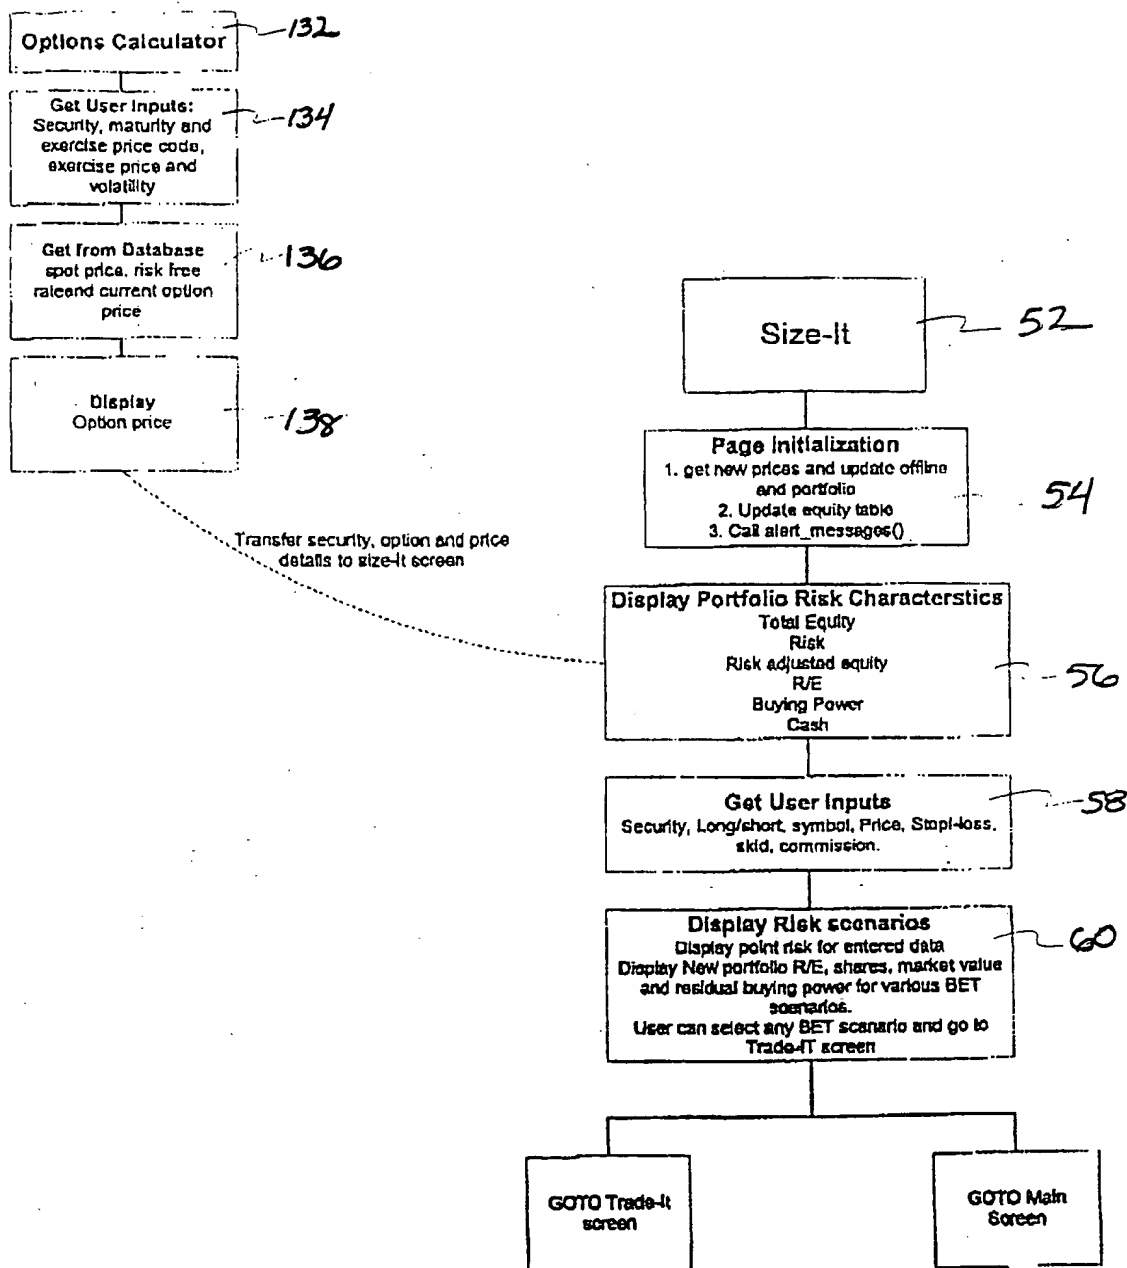 Options Calculator
132
Get User Inputs:
Security, maturity and
exercise price code,
exercise price and
volatility
134
Get from Database
spot price, risk free
rateand current option
price
136
Display
Option price
138
Transfer security, option and price
details to size-it screen
Size-It
52
Page Initialization
1. get new prices and update offline
and portfolio
2. Update equity table
3. Call alert_messages()
54
Display Portfolio Risk Characterstics
Total Equity
Risk
Risk adjusted equity
R/E
Buying Power
Cash
56
Get User Inputs
Security, Long/short, symbol, Price, Stopl-loss,
skid, commission.
58
Display Risk scenarios
Display point risk for entered data
Display New portfolio R/E, shares, market value
and residual buying power for various BET
scenarios.
User can select any BET scenario and go to
Trade-IT screen
60
GOTO Trade-It
screen
GOTO Main
Screen